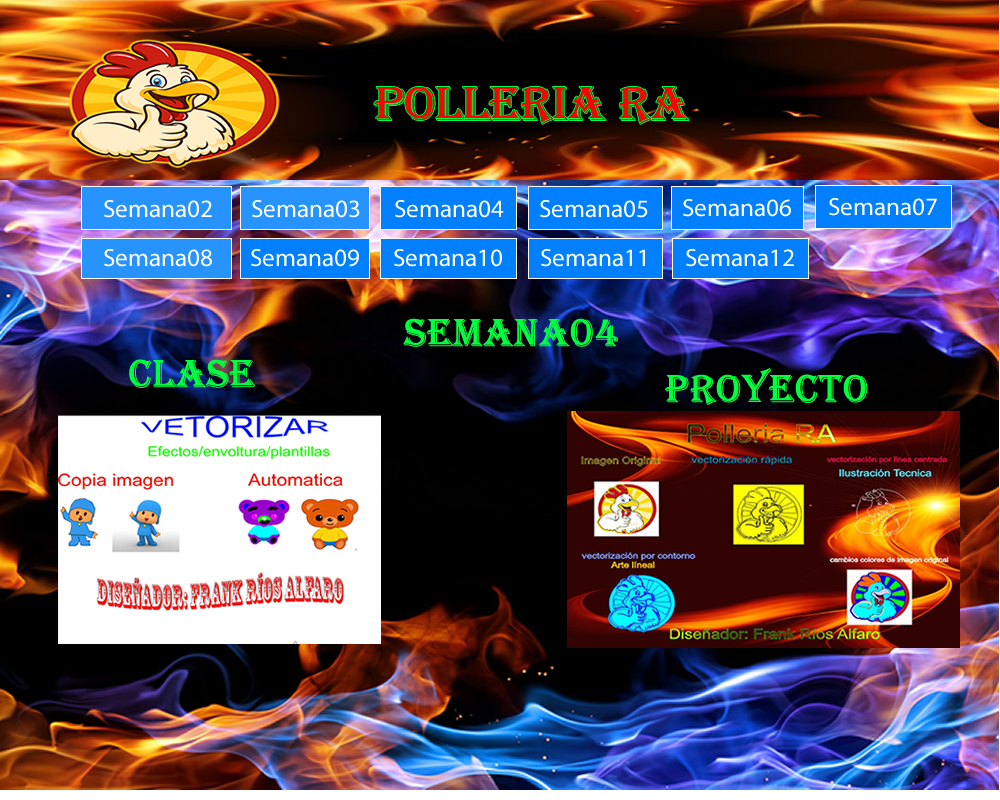 POLLERIA RA
Semana02 Semana03 Semana04 Semana05 Semana06 Semana07
Semana08 Semana09 Semana10 Semana11 Semana12
SEMANA04
CLASE
PROYECTO
VETORIZAR
Efectos/envoltura/plantillas
Copia imagen
Automatica
DISEÑADOR: FRANK RÍOS ALFARO
Polleria RA
Imagen Original
vectorización rápida
vectorización por linea centrada
Ilustración Tecnica
vectorización por contorno
Arte líneal
cambios colores de imagen original
Diseñador: Frank Ríos Alfaro